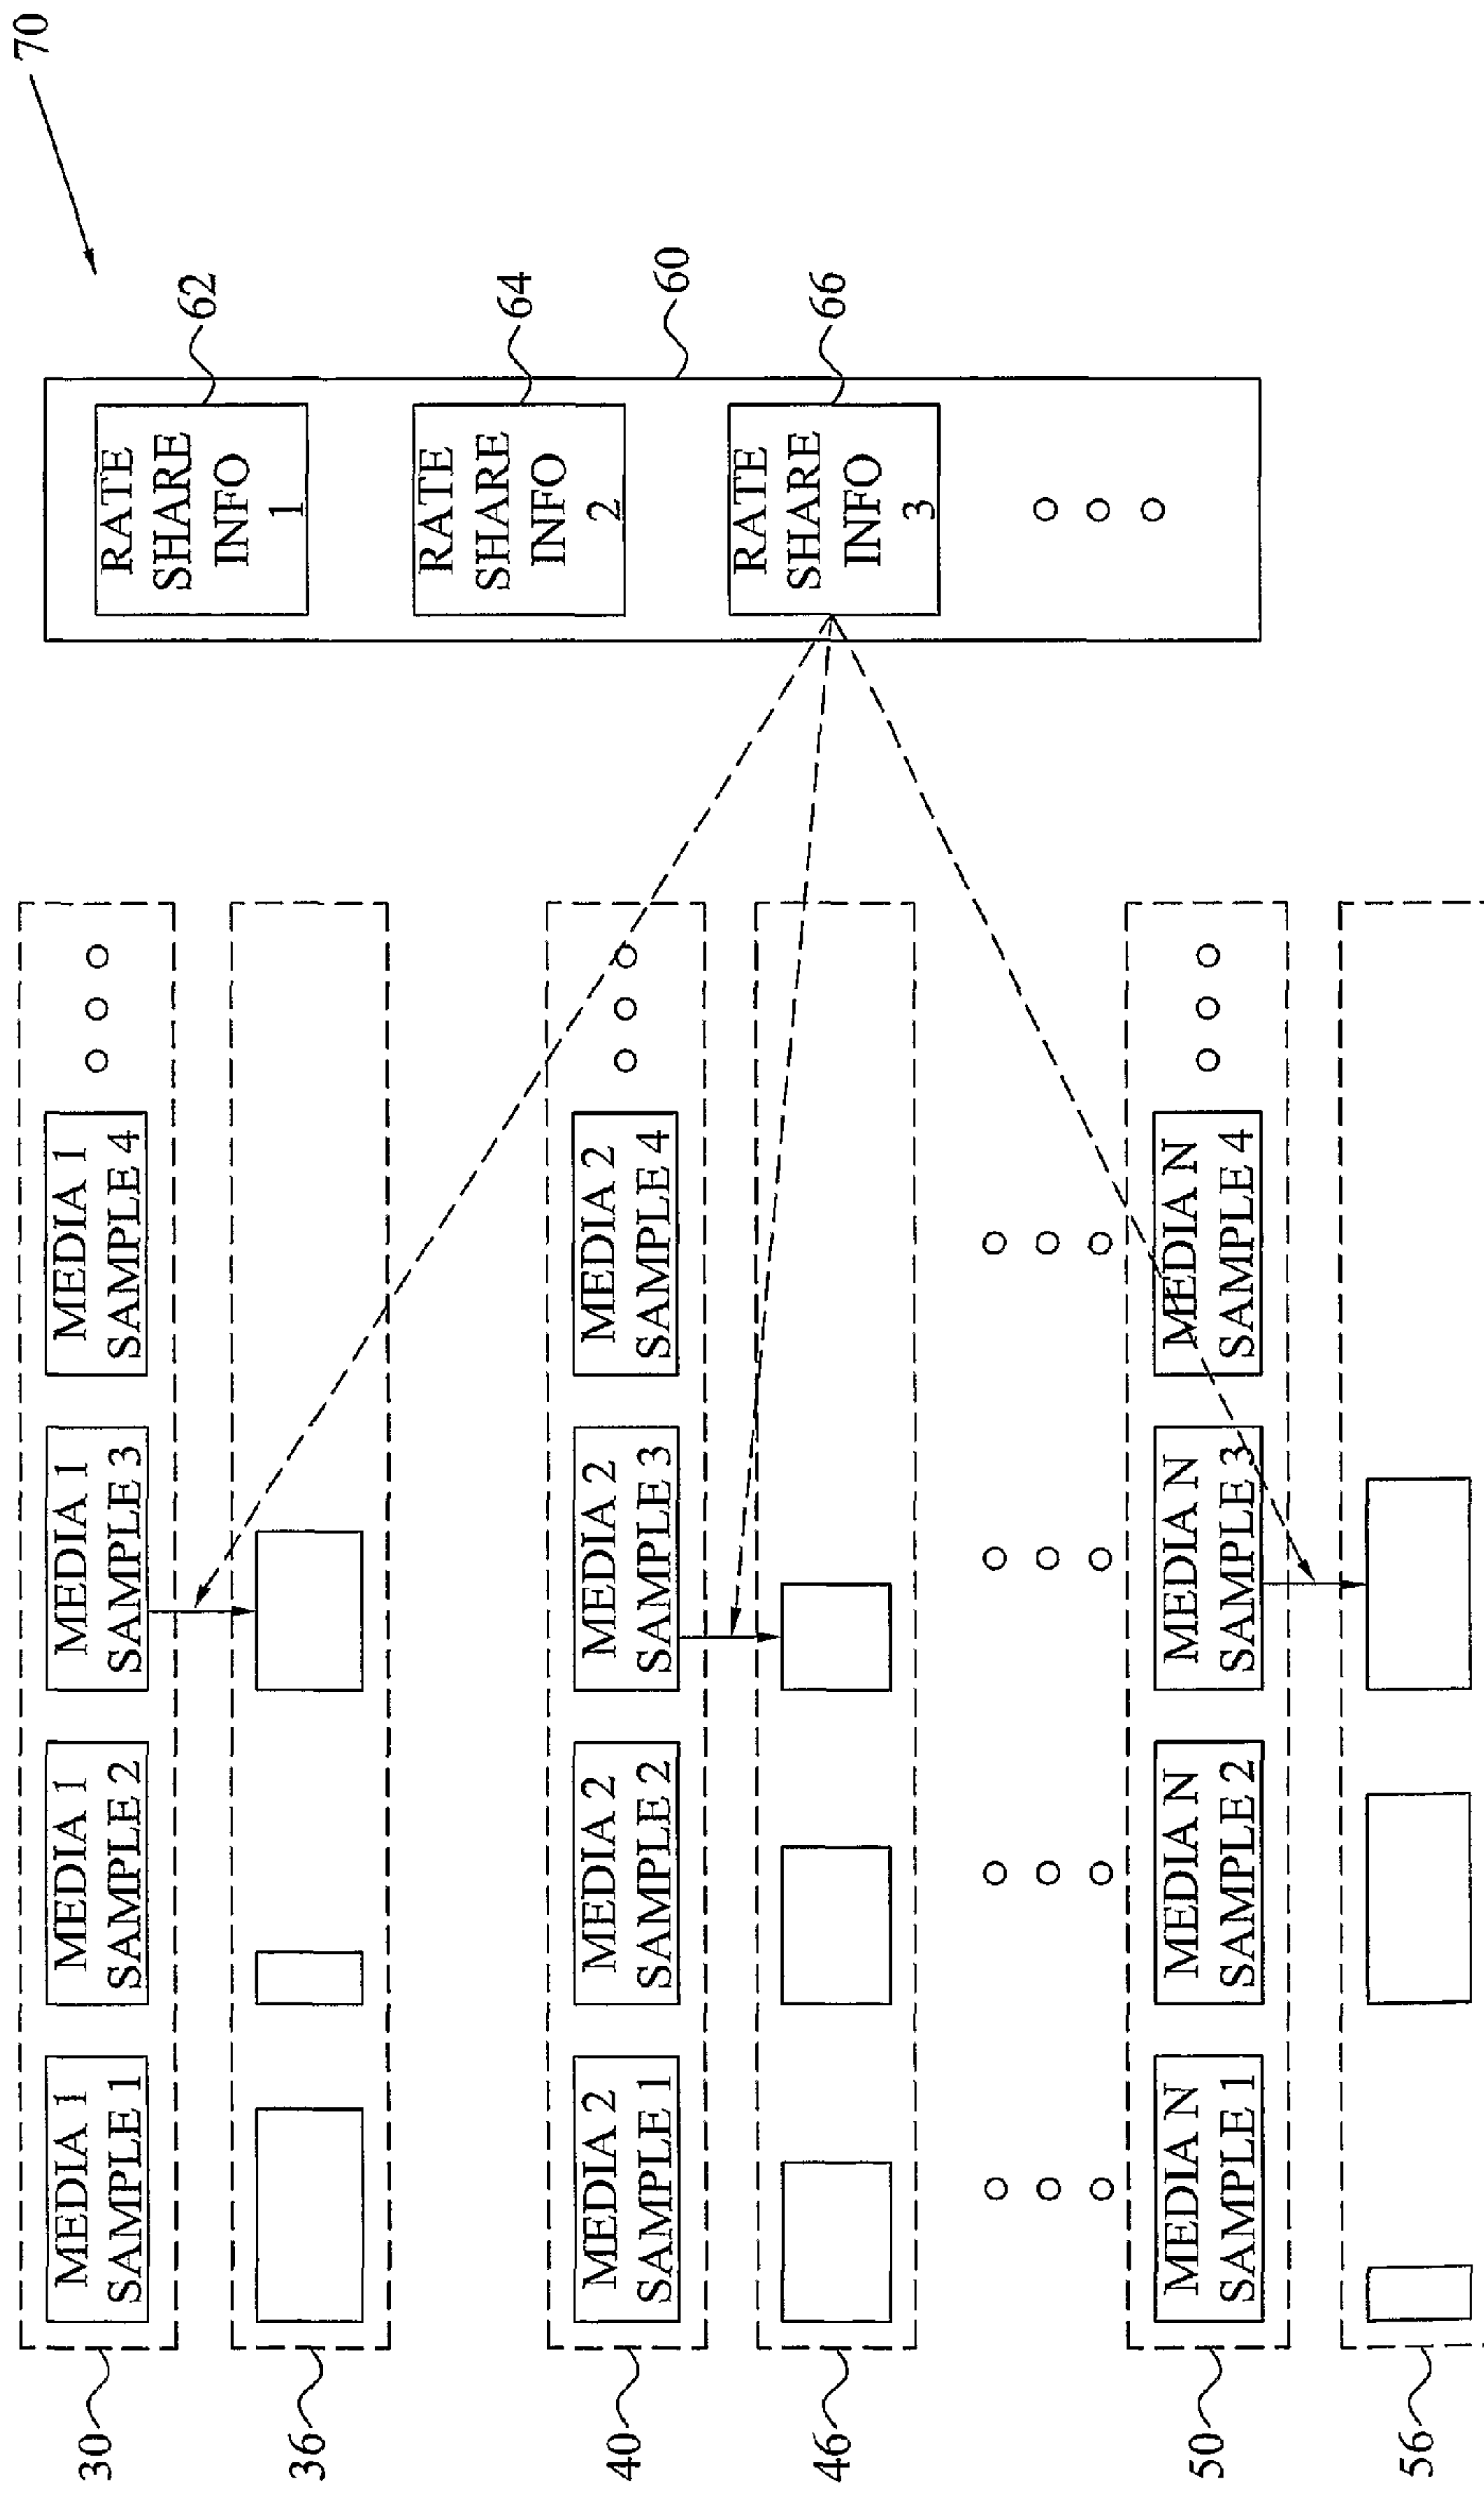 70
30
MEDIA 1
SAMPLE 1
MEDIA 1
SAMPLE 2
MEDIA 1
SAMPLE 3
MEDIA 1
SAMPLE 4
RATE
SHARE
INFO
1
62
36
40
MEDIA 2
SAMPLE 1
MEDIA 2
SAMPLE 2
MEDIA 2
SAMPLE 3
MEDIA 2
SAMPLE 4
RATE
SHARE
INFO
2
64
60
46
RATE
SHARE
INFO
3
66
50
MEDIA N
SAMPLE 1
MEDIA N
SAMPLE 2
MEDIA N
SAMPLE 3
MEDIA N
SAMPLE 4
56